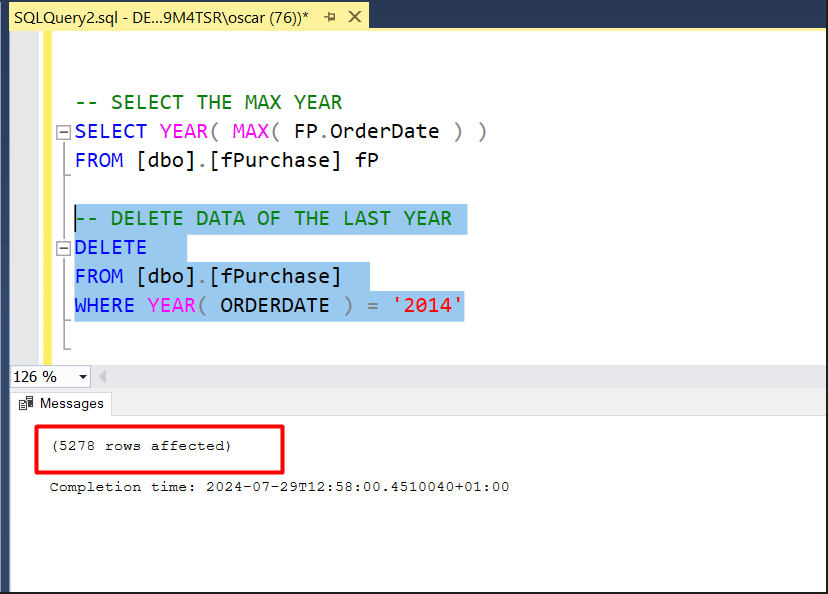 SQLQuery2.sql - DE...9M4TSR\oscar (76))*
-- SELECT THE MAX YEAR
SELECT YEAR( MAX( FP.OrderDate ) )
FROM [dbo].[fPurchase] fP
-- DELETE DATA OF THE LAST YEAR
DELETE
FROM [dbo].[fPurchase]
WHERE YEAR( ORDERDATE ) = '2014'
126 %
Messages
(5278 rows affected)
Completion time: 2024-07-29T12:58:00.4510040+01:00